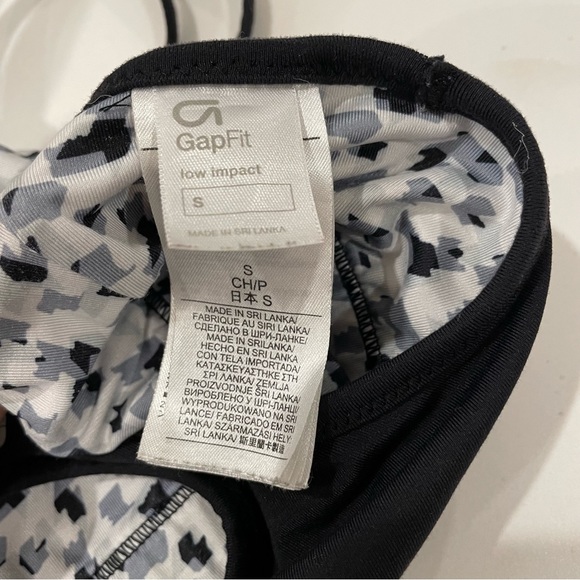 GapFit
low impact
S
MADE IN SRI LANKA
S
CH/P
日本 S
MADE IN SRI LANKA/
FABRIQUE AU SIRI LANKA/
СДЕЛАНО В ШРИ-ЛАНКЕ/
MADE IN SRILANKA/
HECHO EN SRI LANKA/
CON TELA IMPORTADA/
ΚΑΤΑΣΚΕΥΑΣΤΗΚΕ ΣΤΗ
ΣΡΙ ΛΑΝΚΑ/ ZEMLJA
PROIZVODNJE SRI LANKA/
ВИРОБЛЕНО У ШРІ-ЛАНЦІ/
WYPRODUKOWANO NA SRI
LANCE/ FABRICADO EM SRI
LANKA/ SZÁRMAZÁSI HELY:
SRÍ LANKA/ 斯里蘭卡製造